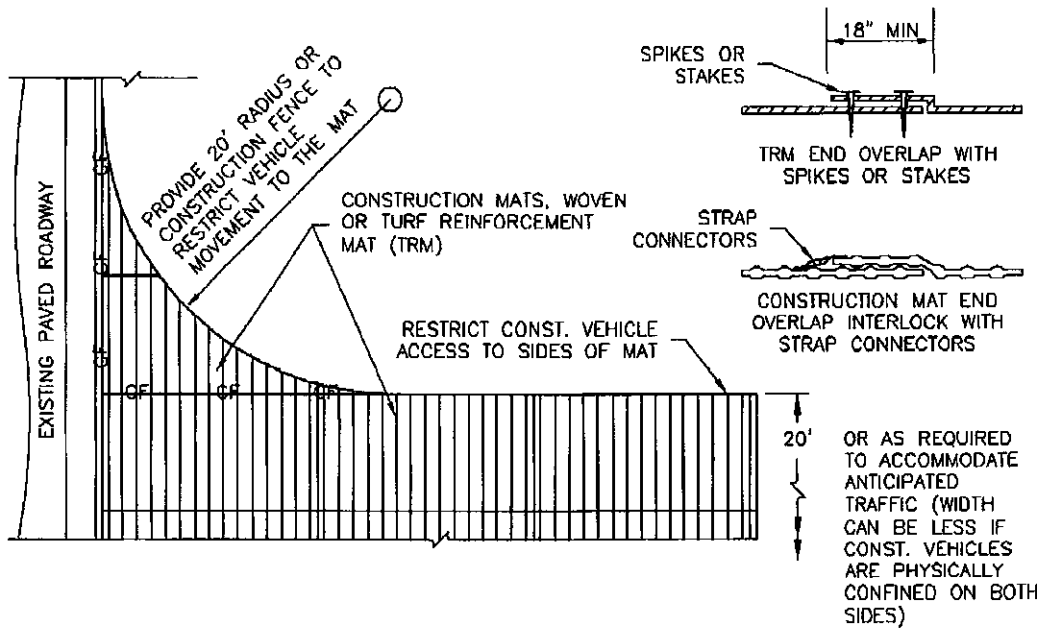 PROVIDE 20' RADIUS OR
CONSTRUCTION FENCE TO
RESTRICT VEHICLE
MOVEMENT TO THE MAT
EXISTING PAVED ROADWAY
CF
CF
CF
CF
CF
CF
CONSTRUCTION MATS, WOVEN
OR TURF REINFORCEMENT
MAT (TRM)
RESTRICT CONST. VEHICLE
ACCESS TO SIDES OF MAT
18" MIN
SPIKES OR
STAKES
TRM END OVERLAP WITH
SPIKES OR STAKES
STRAP
CONNECTORS
CONSTRUCTION MAT END
OVERLAP INTERLOCK WITH
STRAP CONNECTORS
20'
OR AS REQUIRED
TO ACCOMMODATE
ANTICIPATED
TRAFFIC (WIDTH
CAN BE LESS IF
CONST. VEHICLES
ARE PHYSICALLY
CONFINED ON BOTH
SIDES)